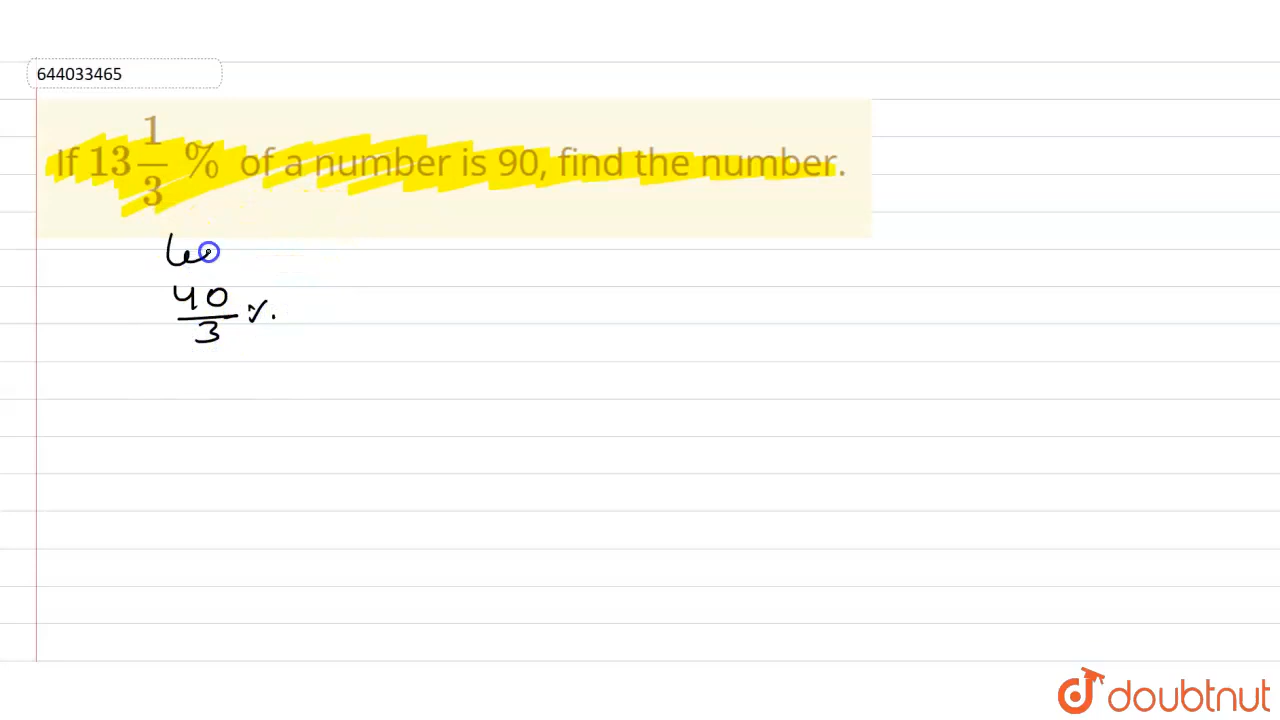 644033465
If 13 1/3 % of a number is 90, find the number.
40/3 %.
doubtnut